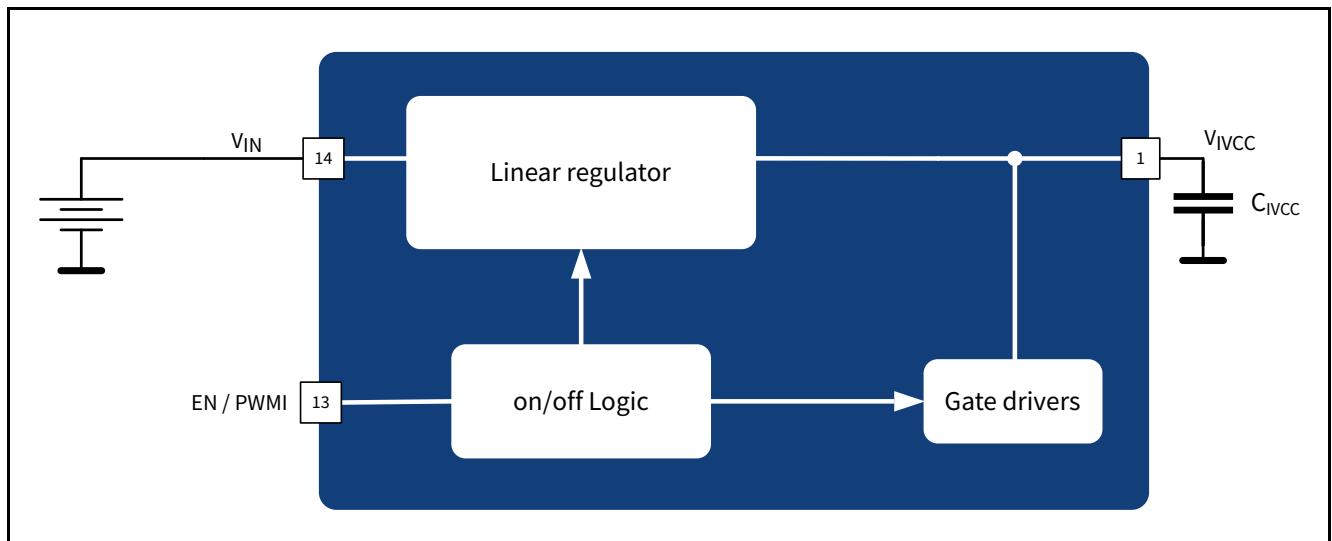 VIN
14
Linear regulator
1
VIVCC
CIVCC
EN / PWMI
13
on/off Logic
Gate drivers